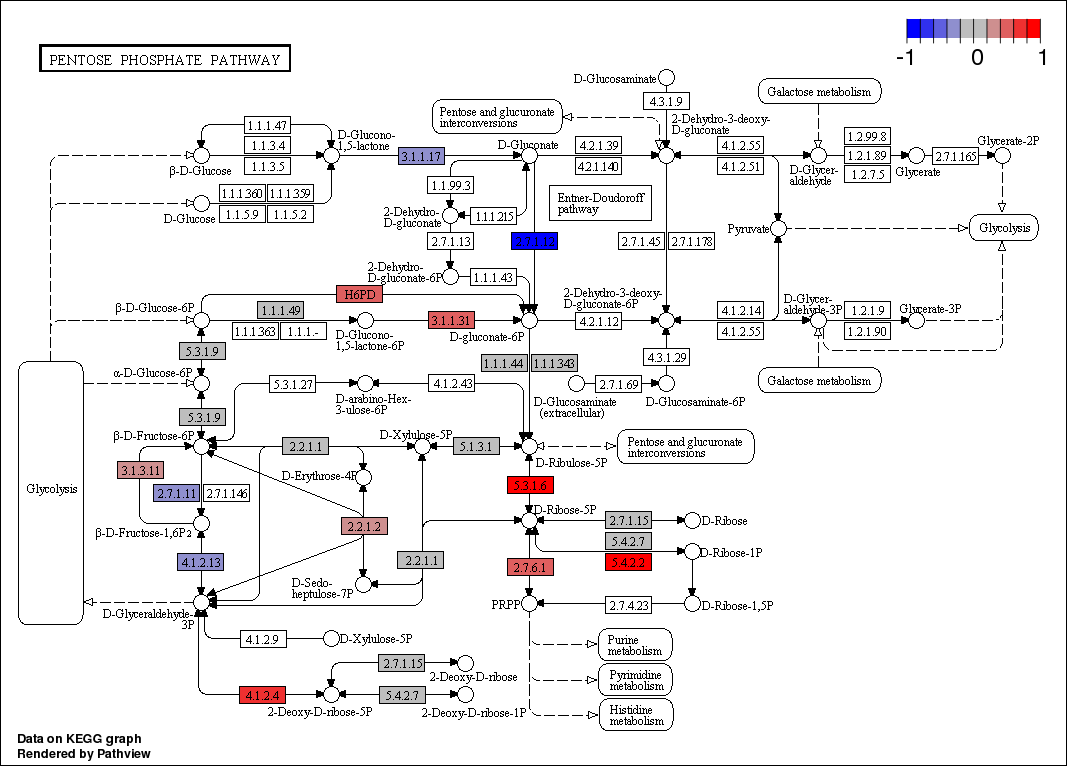 PENTOSE PHOSPHATE PATHWAY
-1 0 1
D-Glucosaminate
4.3.1.9
Galactose metabolism
Pentose and glucuronate
interconversions
2-Dehydro-3-deoxy-
D-gluconate
1.1.1.47
1.1.3.4
1.1.3.5
D-Glucono-
1,5-lactone
3.1.1.17
D-Gluconate
4.2.1.39
4.2.1.140
4.2.1.55
4.2.1.51
1.2.99.8
1.2.1.89
1.2.7.5
2.7.1.165
Glycerate-2P
β-D-Glucose
D-Glycer-
aldehyde
Glycerate
1.1.1.360
1.1.1.359
1.1.5.9
1.1.5.2
D-Glucose
1.1.99.3
2-Dehydro-
D-gluconate
1.1.1.215
Entner-Doudoroff
pathway
2.7.1.13
2.7.1.45
2.7.1.178
Pyruvate
Glycolysis
2-Dehydro-
D-gluconate-6P
1.1.1.43
H6PD
β-D-Glucose-6P
1.1.1.49
1.1.1.363
1.1.1.-
D-Glucono-
1,5-lactone-6P
3.1.1.31
D-gluconate-6P
2-Dehydro-3-deoxy-
D-gluconate-6P
4.2.1.12
4.1.2.14
4.1.2.55
D-Glycer-
aldehyde-3P
1.2.1.9
1.2.1.90
Glycerate-3P
5.3.1.9
1.1.1.44
1.1.1.343
4.3.1.29
α-D-Glucose-6P
5.3.1.27
D-arabino-Hex-
3-ulose-6P
4.1.2.43
2.7.1.69
D-Glucosaminate
(extracellular)
D-Glucosaminate-6P
Galactose metabolism
5.3.1.9
β-D-Fructose-6P
2.2.1.1
D-Xylulose-5P
5.1.3.1
D-Ribulose-5P
Pentose and glucuronate
interconversions
3.1.3.11
D-Erythrose-4P
Glycolysis
2.7.1.11
2.7.1.146
5.3.1.6
β-D-Fructose-1,6P2
2.2.1.2
D-Ribose-5P
2.7.1.15
D-Ribose
5.4.2.7
5.4.2.2
D-Ribose-1P
4.1.2.13
2.2.1.1
2.7.6.1
D-Sedo-
heptulose-7P
D-Glyceraldehyde-
3P
PRPP
2.7.4.23
D-Ribose-1,5P
4.1.2.9
D-Xylulose-5P
Purine
metabolism
2.7.1.15
2-Deoxy-D-ribose
Pyrimidine
metabolism
4.1.2.4
2-Deoxy-D-ribose-5P
5.4.2.7
2-Deoxy-D-ribose-1P
Histidine
metabolism
Data on KEGG graph
Rendered by Pathview